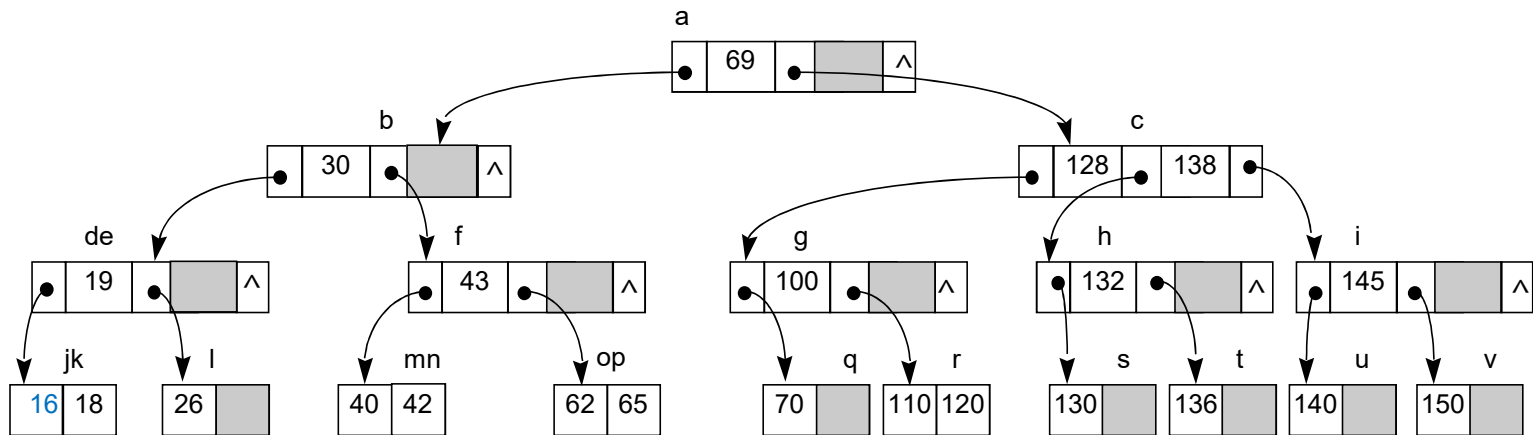 a
69 ^
b c
30 ^ 128 138
de f g h i
19 ^ 43 ^ 100 ^ 132 ^ 145 ^
jk l mn op q r s t u v
16 18 26 40 42 62 65 70 110 120 130 136 140 150